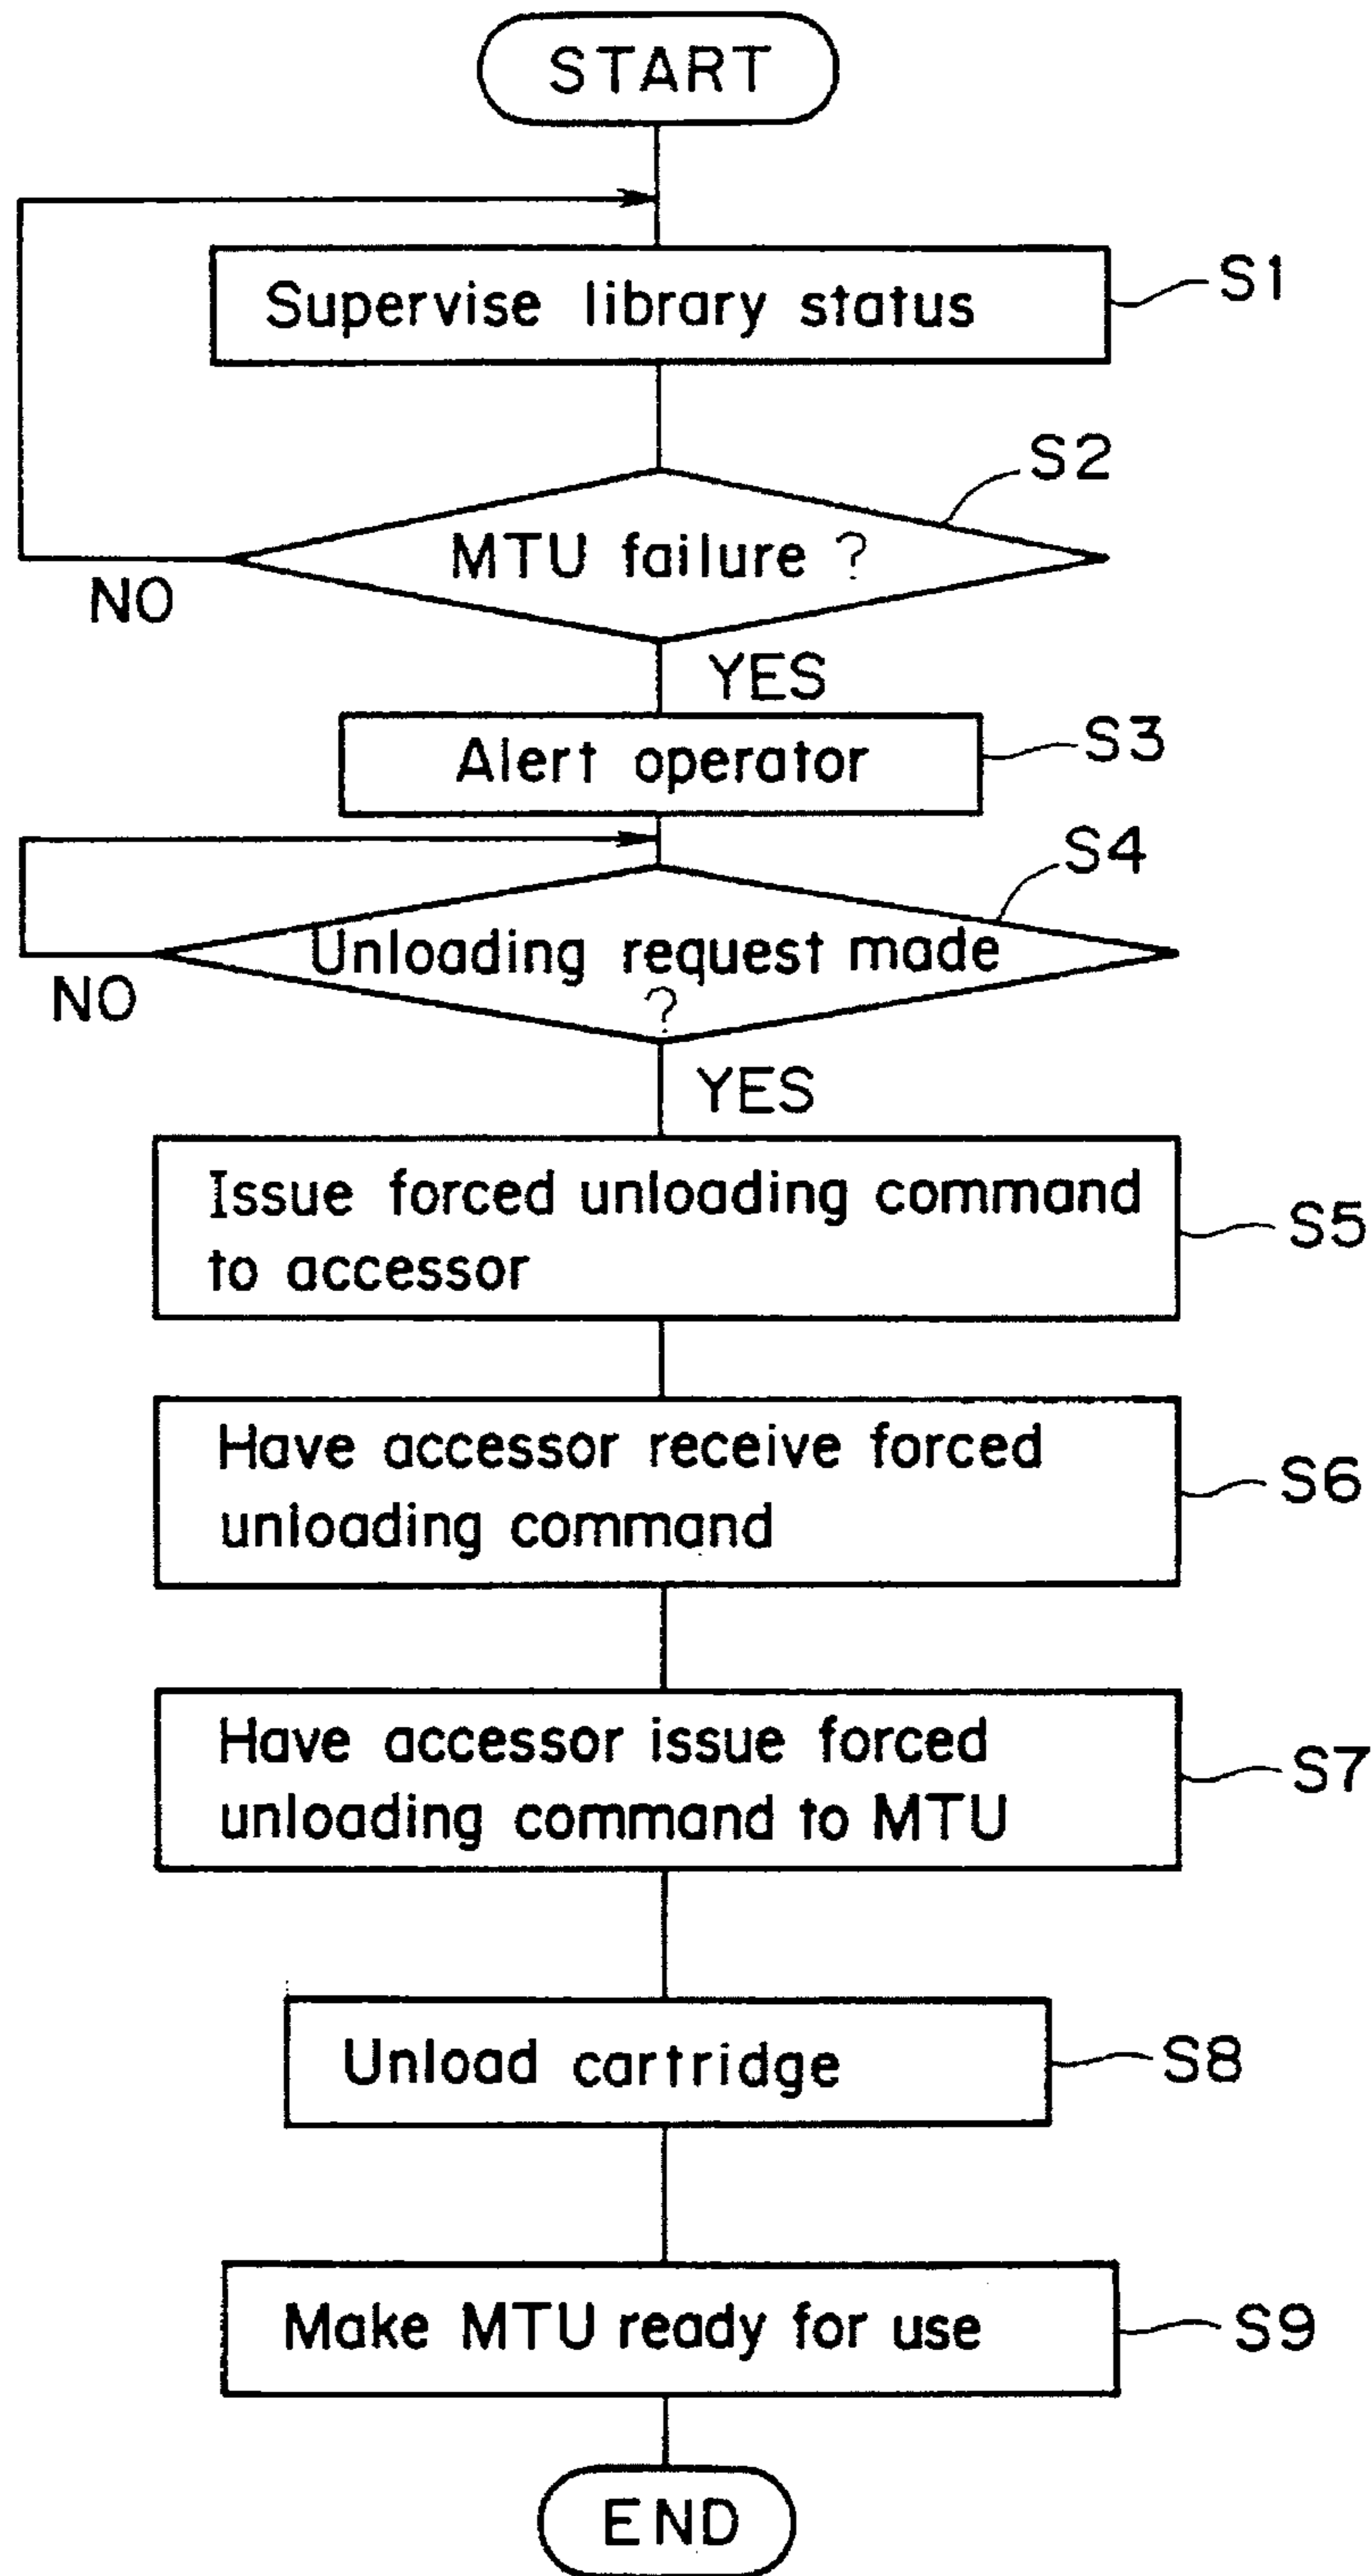 START
Supervise library status
S1
S2
MTU failure ?
NO
YES
Alert operator
S3
S4
Unloading request made
?
NO
YES
Issue forced unloading command
to accessor
S5
Have accessor receive forced
unloading command
S6
Have accessor issue forced
unloading command to MTU
S7
Unload cartridge
S8
Make MTU ready for use
S9
END